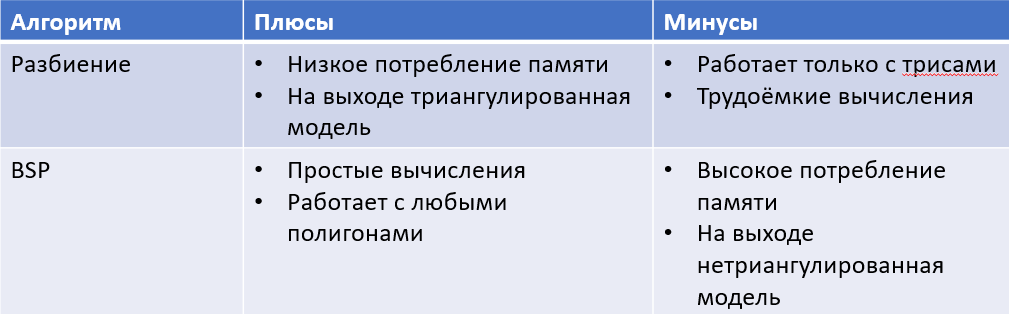 Алгоритм Плюсы Минусы
Разбиение • Низкое потребление памяти • Работает только с трисами
• На выходе триангулированная • Трудоёмкие вычисления
модель
BSP • Простые вычисления • Высокое потребление
• Работает с любыми памяти
полигонами • На выходе
нетриангулированная
модель